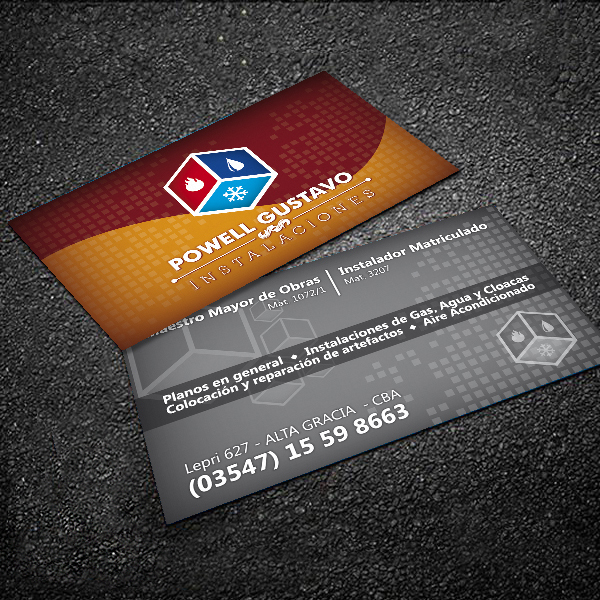 POWELL GUSTAVO
INSTALACIONES
Maestro Mayor de Obras
Mat. 1072/1
Instalador Matriculado
Mat. 3207
Planos en general ◆ Instalaciones de Gas, Agua y Cloacas
Colocación y reparación de artefactos ◆ Aire Acondicionado
Lepri 627 - ALTA GRACIA - CBA
(03547) 15 59 8663